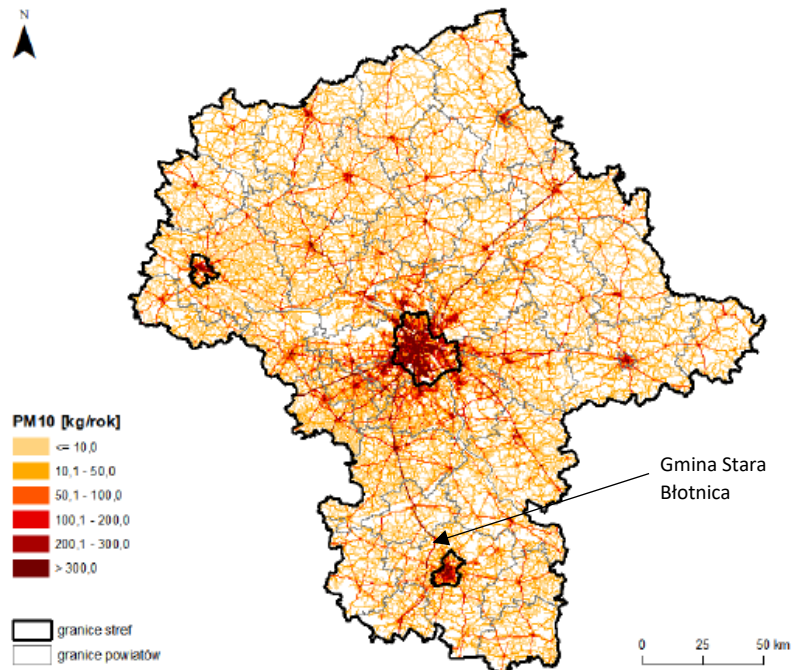 N
PM10 [kg/rok]
<= 10,0
10,1 - 50,0
50,1 - 100,0
100,1 - 200,0
200,1 - 300,0
> 300,0
granice stref
granice powiatów
Gmina Stara
Błotnica
0 25 50 km